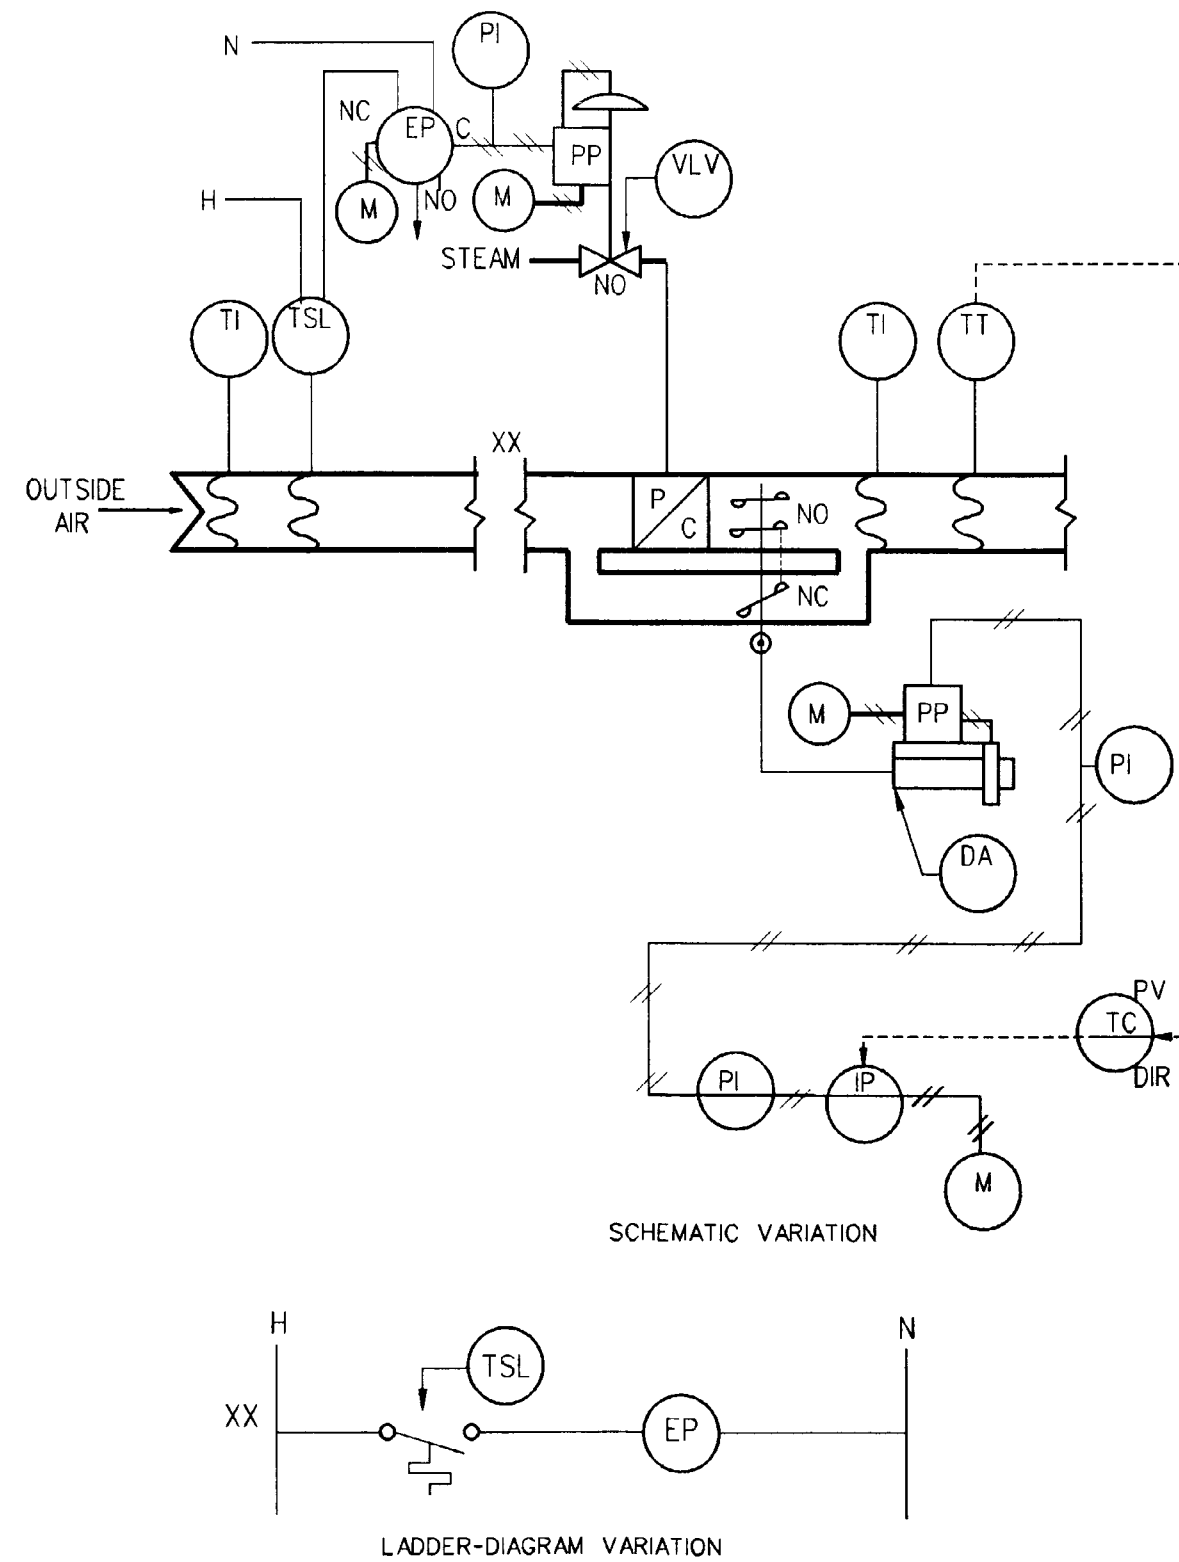 N
PI
NC
EP
C
PP
VLV
H
M
NO
M
STEAM
NO
TI
TSL
TI
TT
XX
OUTSIDE
AIR
P
C
NO
NC
M
PP
PI
DA
PV
TC
DIR
PI
IP
M
SCHEMATIC VARIATION
H
N
TSL
XX
EP
LADDER-DIAGRAM VARIATION